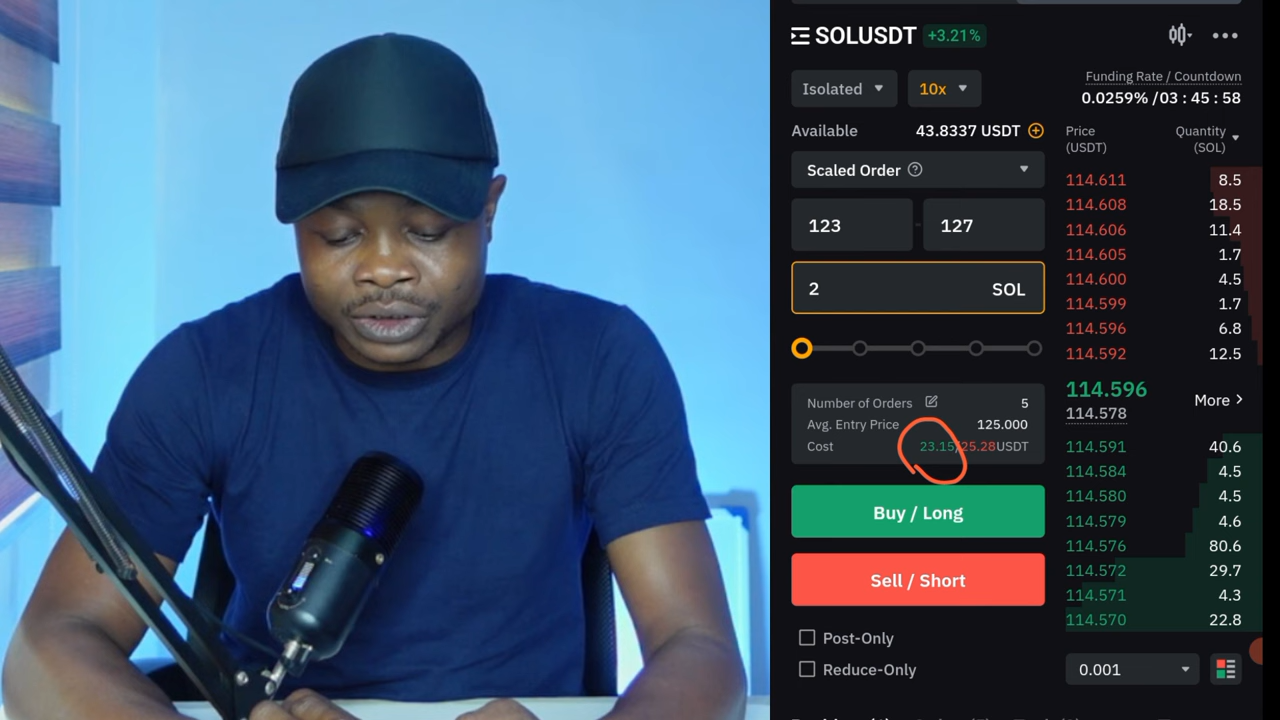 SOLUSDT +3.21%
Isolated 10x
Funding Rate / Countdown
0.0259% /03 : 45 : 58
Available 43.8337 USDT
Scaled Order
123 - 127
2 SOL
Number of Orders 5
Avg. Entry Price 125.000
Cost 23.15/25.28USDT
Buy / Long
Sell / Short
Post-Only
Reduce-Only
Price Quantity
(USDT) (SOL)
114.611 8.5
114.608 18.5
114.606 11.4
114.605 1.7
114.600 4.5
114.599 1.7
114.596 6.8
114.592 12.5
114.596
114.578
More
114.591 40.6
114.584 4.5
114.580 4.5
114.579 4.6
114.576 80.6
114.572 29.7
114.571 4.3
114.570 22.8
0.001